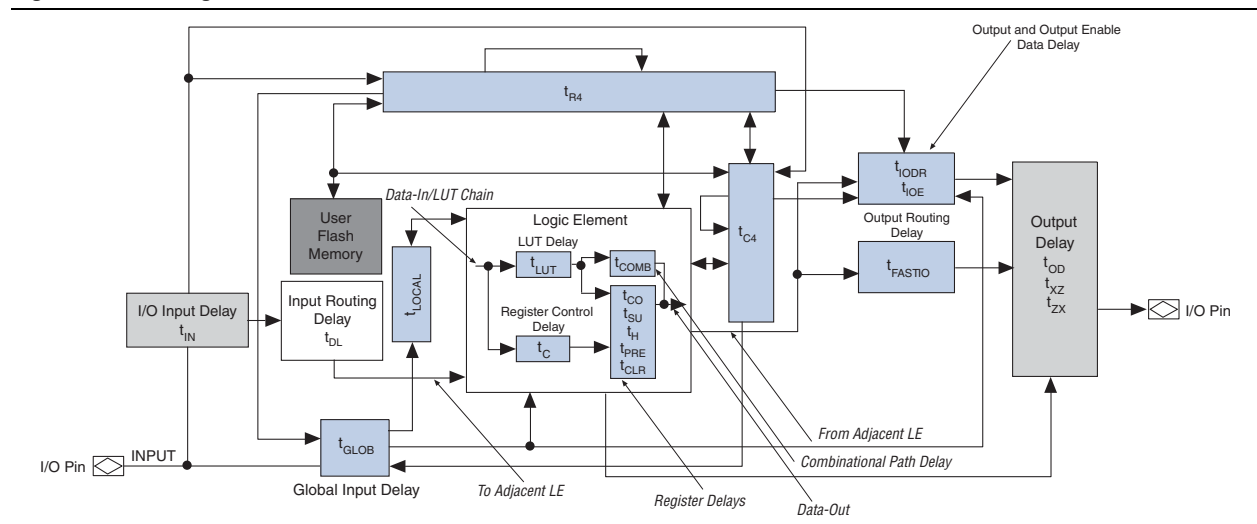 Output and Output Enable
Data Delay
tR4
tIODR
tIOE
Data-In/LUT Chain
User
Flash
Memory
Logic Element
tC4
Output Routing
Delay
Output
Delay
tOD
tXZ
tZX
LUT Delay
tLUT
tCOMB
tFASTIO
tLOCAL
I/O Input Delay
tIN
Input Routing
Delay
tDL
Register Control
Delay
tC
tCO
tSU
tH
tPRE
tCLR
I/O Pin
From Adjacent LE
INPUT
I/O Pin
tGLOB
Global Input Delay
To Adjacent LE
Combinational Path Delay
Register Delays
Data-Out